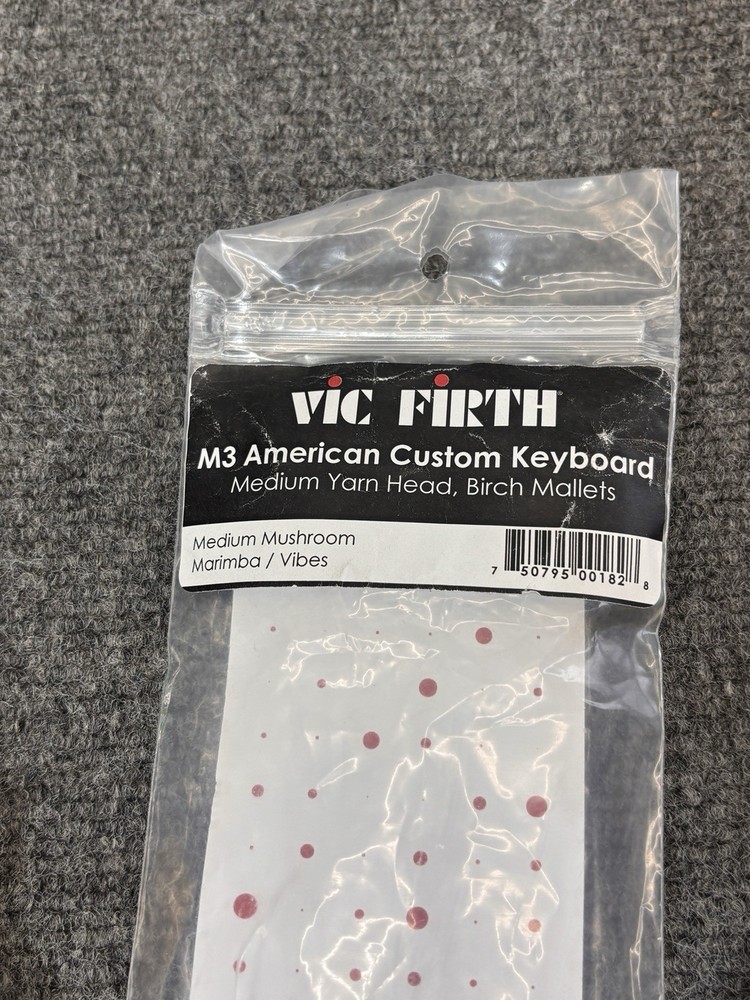 VIC FIRTH
M3 American Custom Keyboard
Medium Yarn Head, Birch Mallets
Medium Mushroom
Marimba / Vibes
7 50795 00182 8